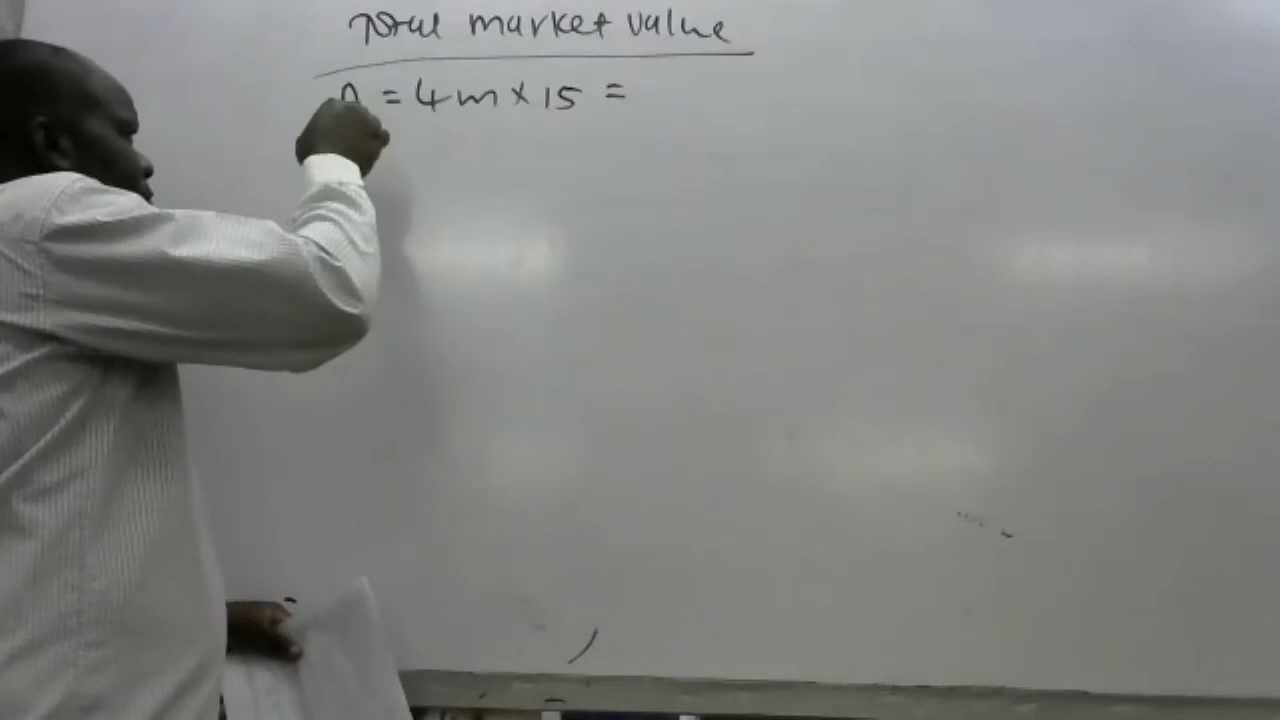 Total market value
A = 4m x 15 =